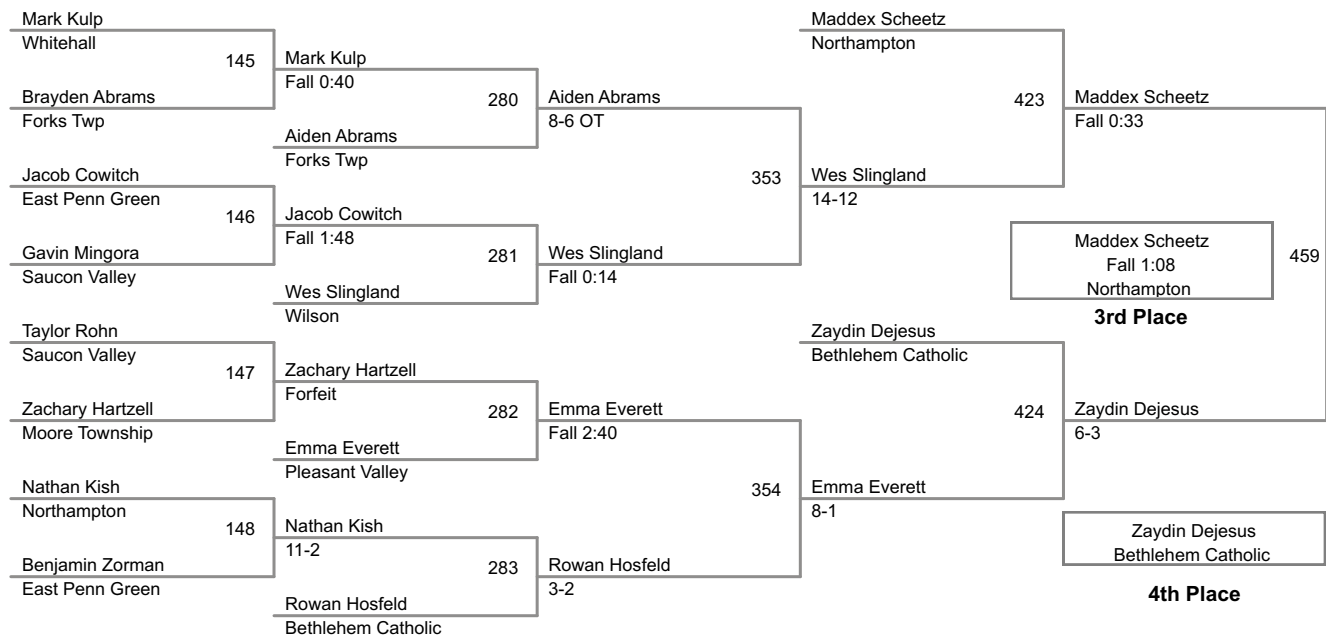 Mark Kulp
Whitehall
145
Brayden Abrams
Forks Twp
Jacob Cowitch
East Penn Green
146
Gavin Mingora
Saucon Valley
Taylor Rohn
Saucon Valley
147
Zachary Hartzell
Moore Township
Nathan Kish
Northampton
148
Benjamin Zorman
East Penn Green
Mark Kulp
Fall 0:40
280
Aiden Abrams
Forks Twp
Jacob Cowitch
Fall 1:48
281
Wes Slingland
Wilson
Zachary Hartzell
Forfeit
282
Emma Everett
Pleasant Valley
Nathan Kish
11-2
283
Rowan Hosfeld
Bethlehem Catholic
Aiden Abrams
8-6 OT
353
Wes Slingland
Fall 0:14
Emma Everett
Fall 2:40
354
Rowan Hosfeld
3-2
Maddex Scheetz
Northampton
423
Wes Slingland
14-12
Zaydin Dejesus
Bethlehem Catholic
424
Emma Everett
8-1
Maddex Scheetz
Fall 0:33
459
Zaydin Dejesus
6-3
Maddex Scheetz
Fall 1:08
Northampton
3rd Place
Zaydin Dejesus
Bethlehem Catholic
4th Place